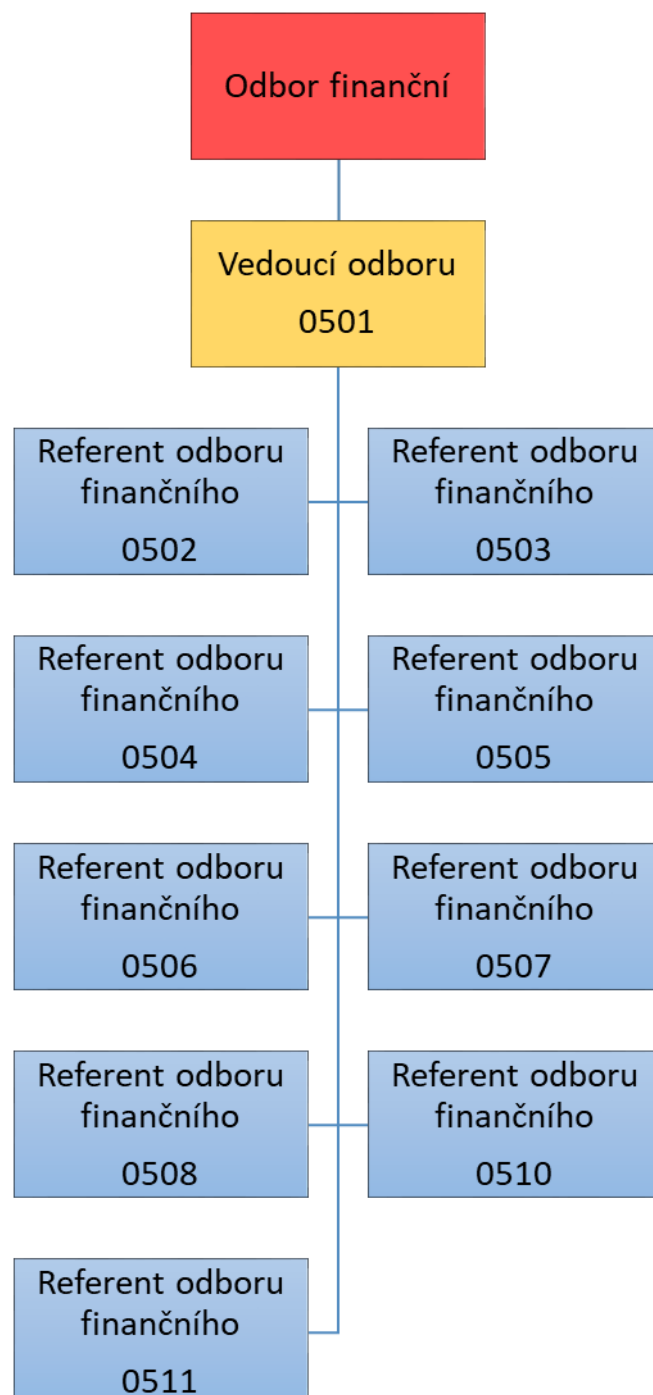 Odbor finanční
Vedoucí odboru
0501
Referent odboru
finančního
0502
Referent odboru
finančního
0503
Referent odboru
finančního
0504
Referent odboru
finančního
0505
Referent odboru
finančního
0506
Referent odboru
finančního
0507
Referent odboru
finančního
0508
Referent odboru
finančního
0510
Referent odboru
finančního
0511